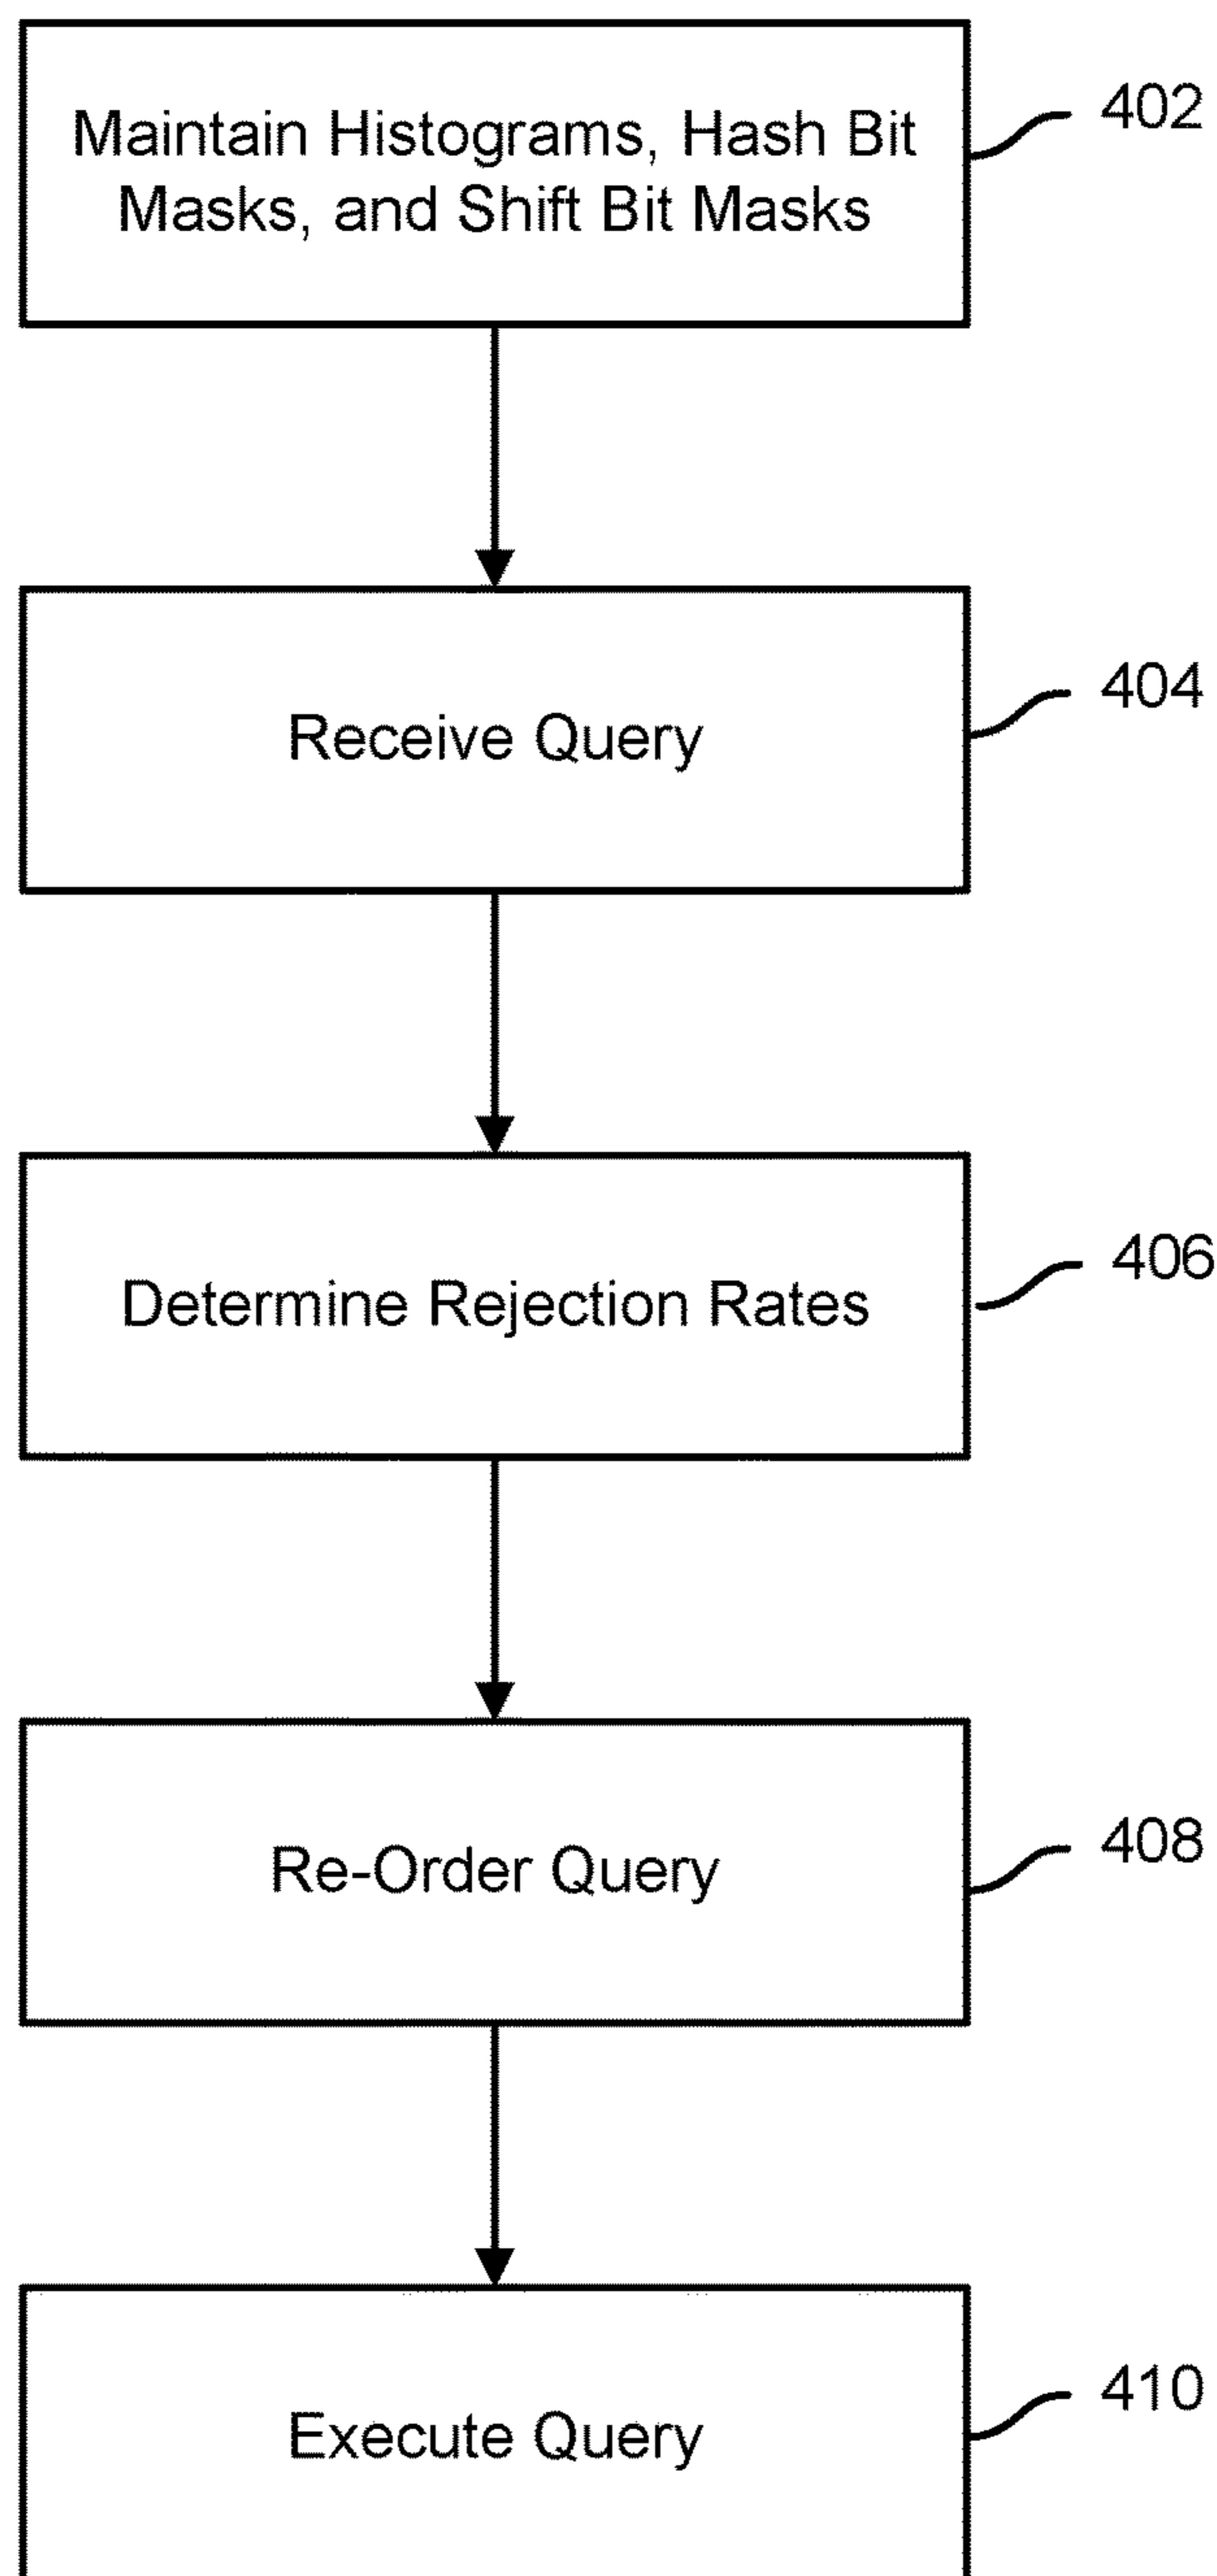 Maintain Histograms, Hash Bit
Masks, and Shift Bit Masks
402
Receive Query
404
Determine Rejection Rates
406
Re-Order Query
408
Execute Query
410